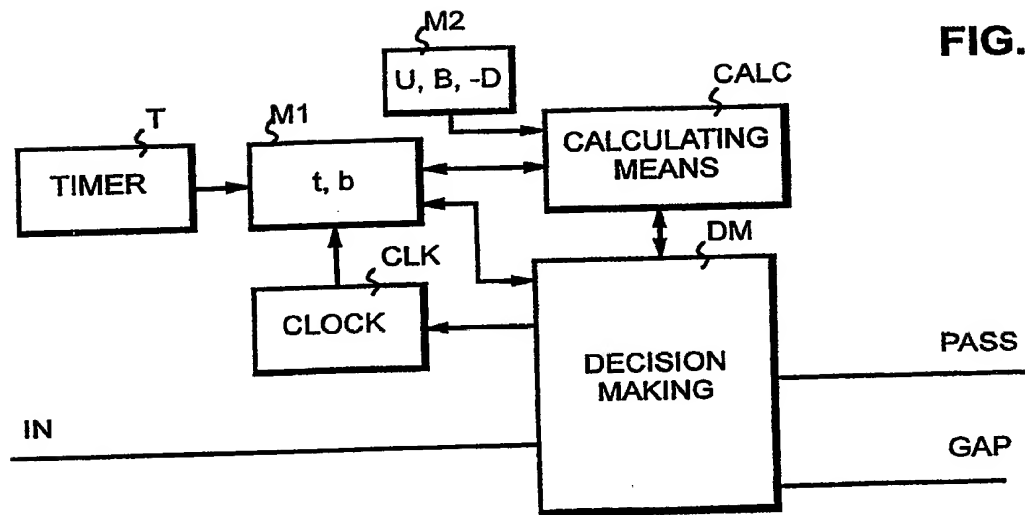 M2
FIG.
U, B, -D
CALC
T
M1
CALCULATING
MEANS
TIMER
t, b
DM
CLK
CLOCK
DECISION
MAKING
PASS
IN
GAP